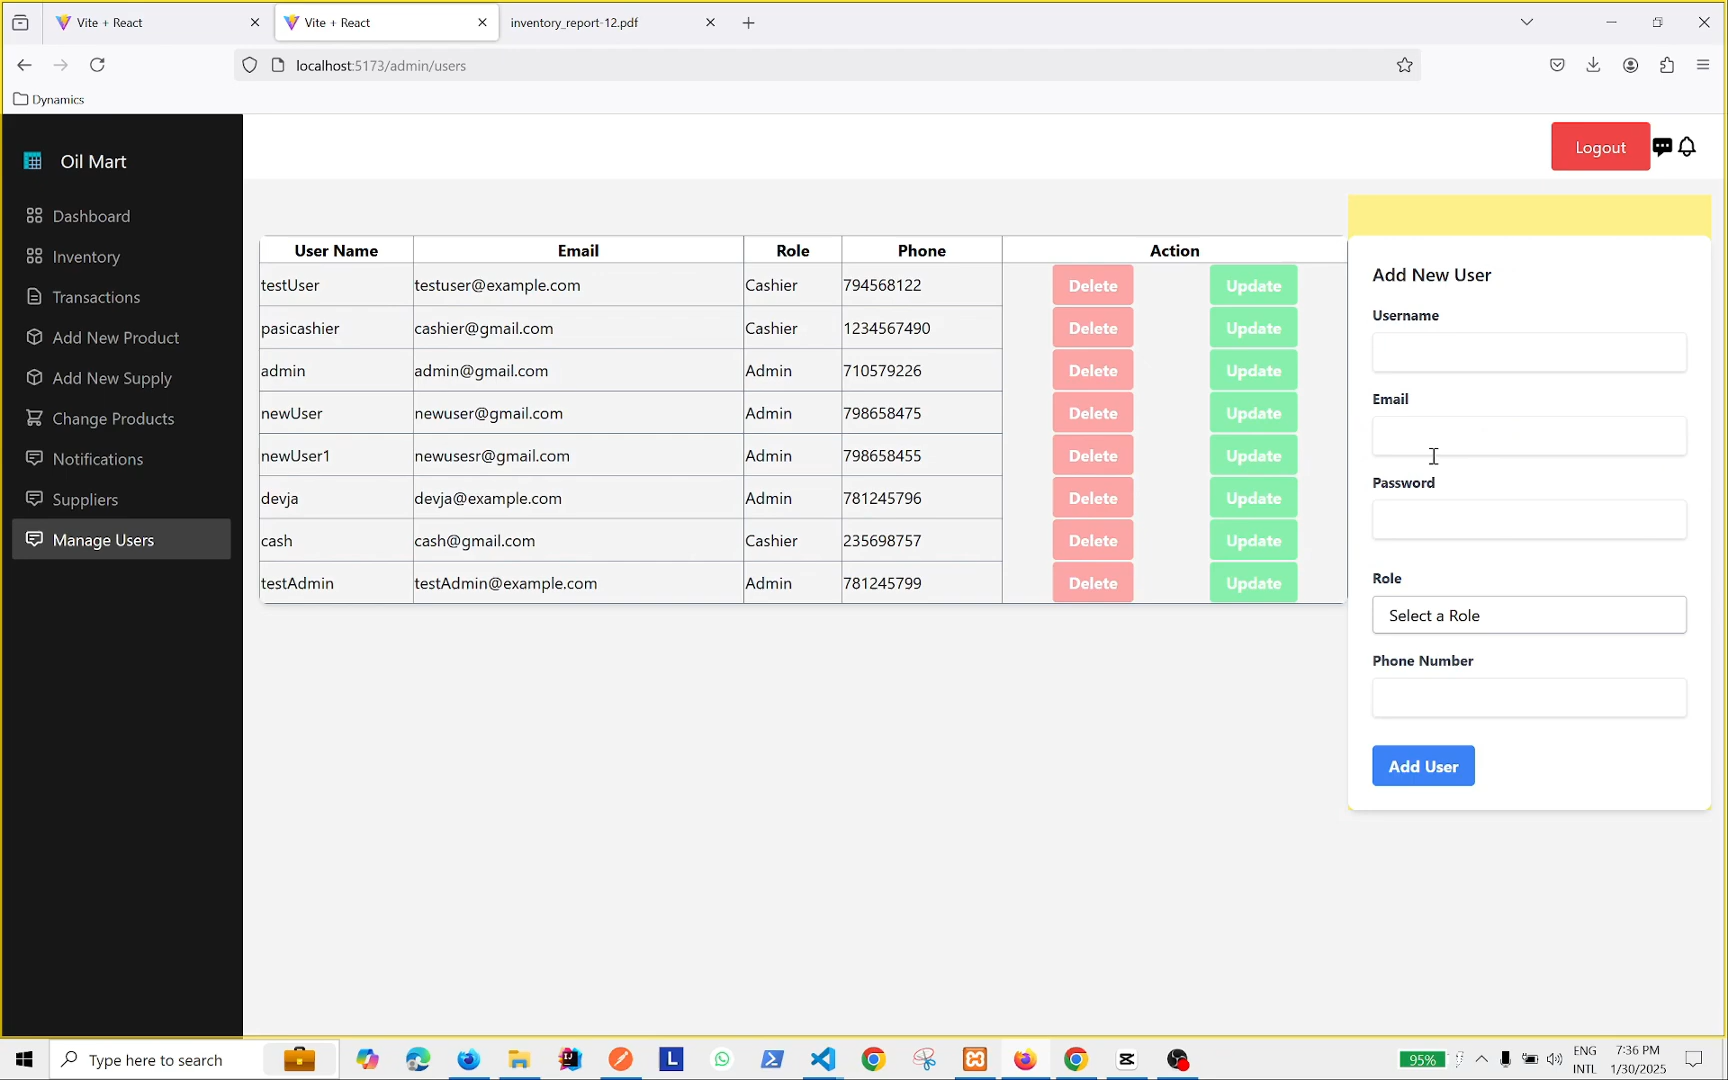 Vite + React
Vite + React
inventory_report-12.pdf
localhost:5173/admin/users
Dynamics
Oil Mart
Logout
Dashboard
Inventory
Transactions
Add New Product
Add New Supply
Change Products
Notifications
Suppliers
Manage Users
User Name Email Role Phone Action
testUser testuser@example.com Cashier 794568122 Delete Update
pasicashier cashier@gmail.com Cashier 1234567490 Delete Update
admin admin@gmail.com Admin 710579226 Delete Update
newUser newuser@gmail.com Admin 798658475 Delete Update
newUser1 newusesr@gmail.com Admin 798658455 Delete Update
devja devja@example.com Admin 781245796 Delete Update
cash cash@gmail.com Cashier 235698757 Delete Update
testAdmin testAdmin@example.com Admin 781245799 Delete Update
Add New User
Username
Email
Password
Role
Select a Role
Phone Number
Add User
Type here to search
L
95%
ENG
INTL
7:36 PM
1/30/2025